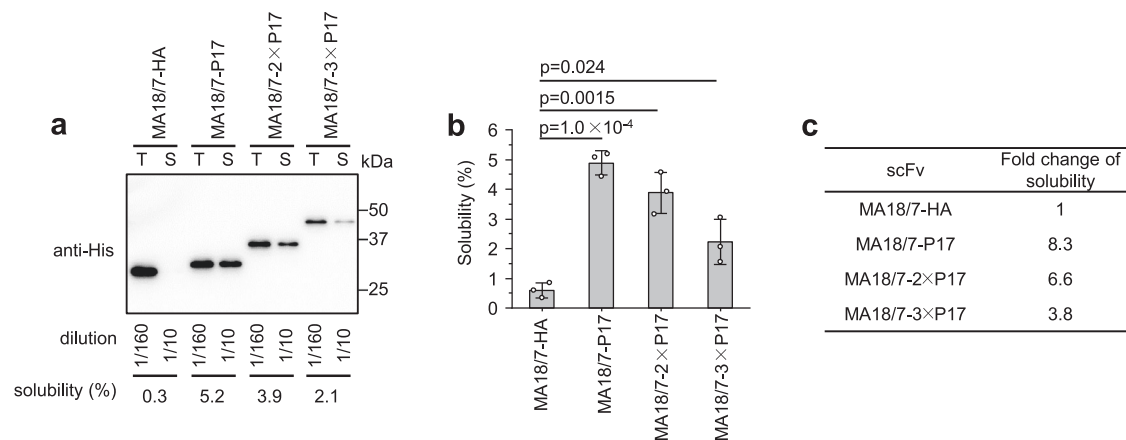 a
MA18/7-HA
MA18/7-P17
MA18/7-2×P17
MA18/7-3×P17
T S T S T S T S kDa
50
37
25
anti-His
dilution 1/160 1/10 1/160 1/10 1/160 1/10 1/160 1/10
solubility (%) 0.3 5.2 3.9 2.1
b
p=0.024
p=0.0015
p=1.0 ×10-4
Solubility (%)
6
5
4
3
2
1
0
MA18/7-HA
MA18/7-P17
MA18/7-2×P17
MA18/7-3×P17
c
scFv Fold change of
solubility
MA18/7-HA 1
MA18/7-P17 8.3
MA18/7-2×P17 6.6
MA18/7-3×P17 3.8